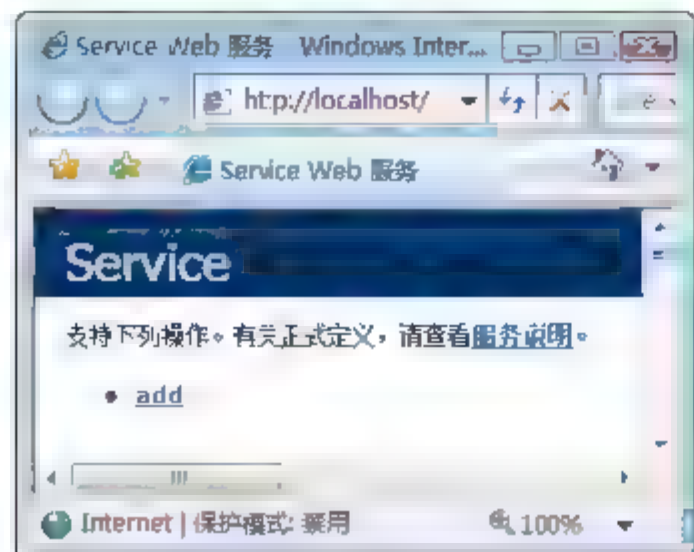 Service Web 服务 Windows Inter...
http://localhost/
Service Web 服务
Service
支持下列操作。有关正式定义，请查看服务说明。
add
Internet | 保护模式: 禁用
100%